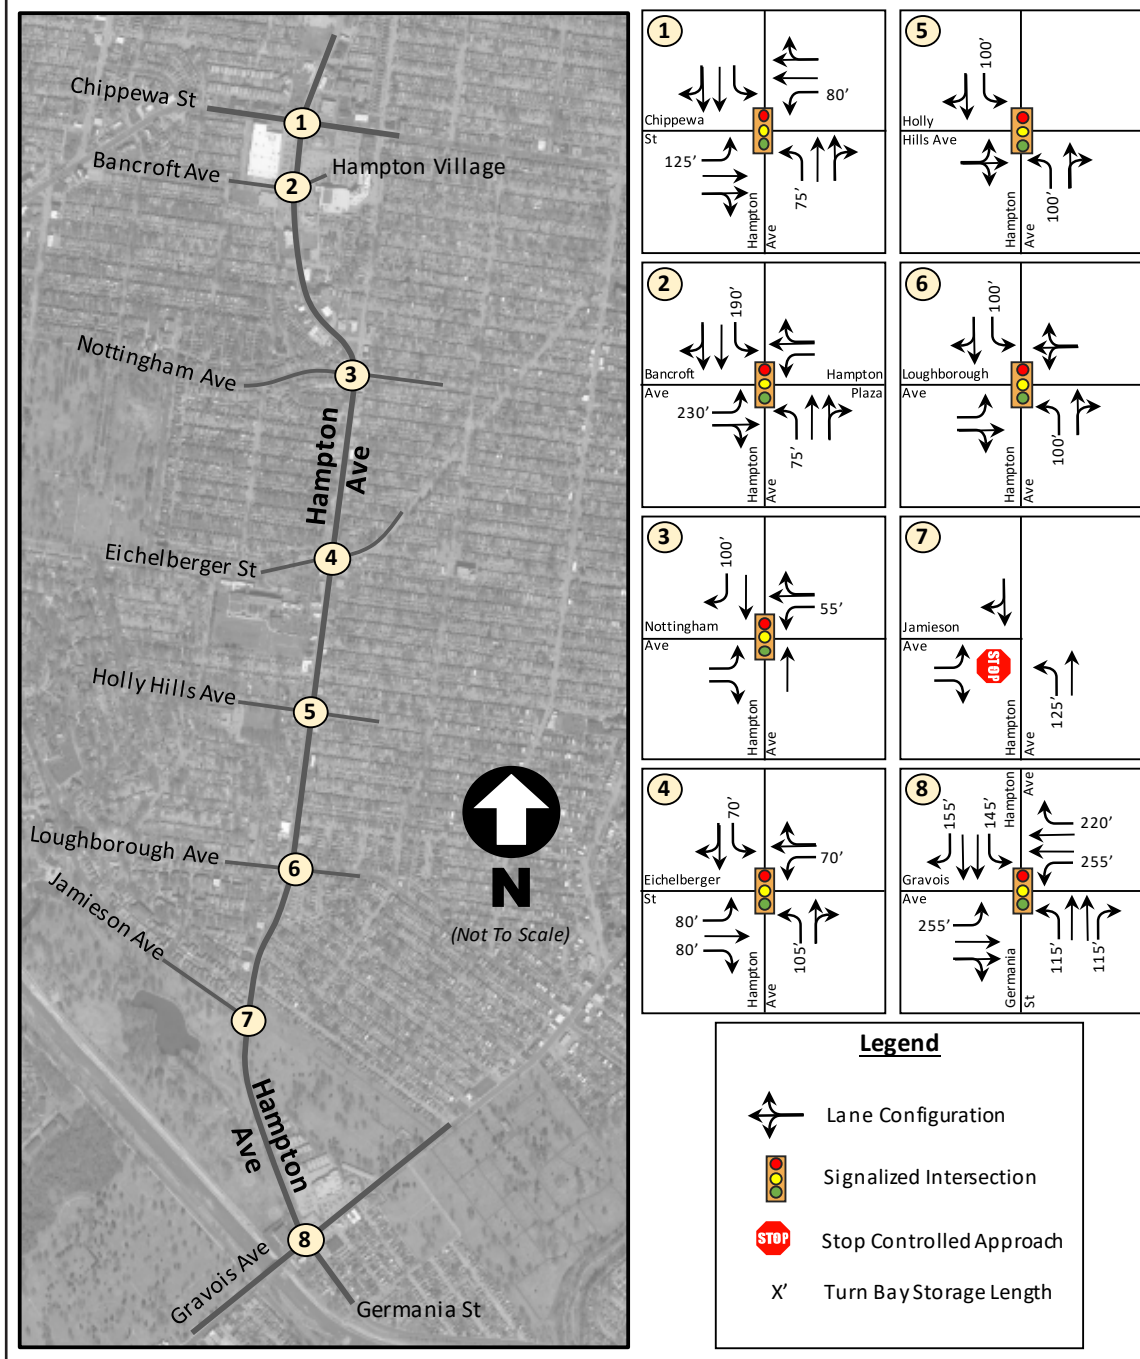 Chippewa St
1
Bancroft Ave
2
Hampton Village
Nottingham Ave
3
Hampton
Ave
Eichelberger St
4
Holly Hills Ave
5
Loughborough Ave
6
Jamieson Ave
7
N
(Not To Scale)
Hampton
Ave
8
Gravois Ave
Germania St
1
80'
Chippewa
St
125'
75'
Hampton
Ave
2
190'
Bancroft
Ave
Hampton
Plaza
230'
75'
Hampton
Ave
3
100'
55'
Nottingham
Ave
Hampton
Ave
4
70'
70'
Eichelberger
St
80'
80'
105'
Hampton
Ave
5
100'
Holly
Hills Ave
100'
Hampton
Ave
6
100'
Loughborough
Ave
100'
Hampton
Ave
7
Jamieson
Ave
STOP
125'
Hampton
Ave
8
155'
145'
Hampton
Ave
220'
255'
Gravois
Ave
255'
115'
115'
Germania
St
Legend
Lane Configuration
Signalized Intersection
STOP
Stop Controlled Approach
X' Turn Bay Storage Length